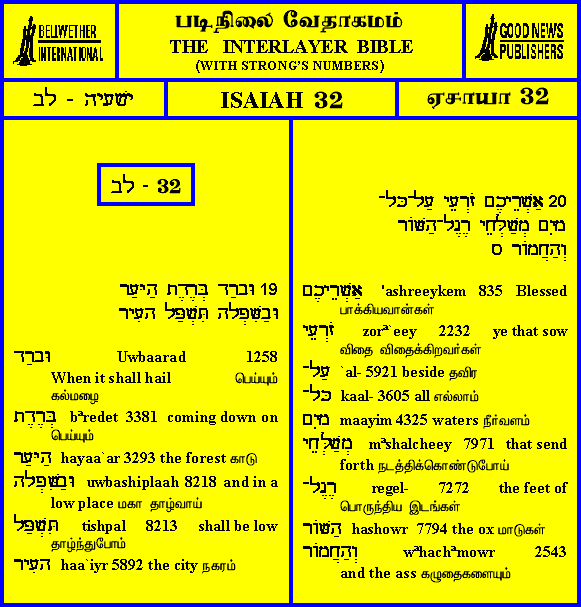 BELLWETHER
INTERNATIONAL
படிநிலை வேதாகமம்
THE INTERLAYER BIBLE
(WITH STRONG'S NUMBERS)
GOOD NEWS
PUBLISHERS
ישעיה - לב
ISAIAH 32
ஏசாயா 32
לב - 32
19 וּבָרַד בְּרֶדֶת הַיָּעַר
וּבַשִּׁפְלָה תִּשְׁפַּל הָעִיר
וּבָרַד Uwbaarad 1258
When it shall hail பெய்யும்
கல்மழை
בְּרֶדֶת bªredet 3381 coming down on
பெய்யும்
הַיָּעַר hayaa`ar 3293 the forest காடு
וּבַשִּׁפְלָה uwbashiplaah 8218 and in a
low place மகா தாழ்வாய்
תִּשְׁפַּל tishpal 8213 shall be low
தாழ்ந்துபோம்
הָעִיר haa`iyr 5892 the city நகரம்
20 אַשְׁרֵיכֶם זֹרְעֵי עַל־כָּל־
מָיִם מְשַׁלְּחֵי רֶגֶל־הַשּׁוֹר
וְהַחֲמוֹר ס
אַשְׁרֵיכֶם 'ashreeykem 835 Blessed
பாக்கியவான்கள்
זֹרְעֵי zorª`eey 2232 ye that sow
விதை விதைக்கிறவர்கள்
עַל־ `al- 5921 beside தவிர
כָּל־ kaal- 3605 all எல்லாம்
מָיִם maayim 4325 waters நீர்வளம்
מְשַׁלְּחֵי mªshalcheey 7971 that send
forth நடத்திக்கொண்டுபோய்
רֶגֶל־ regel- 7272 the feet of
பொருந்திய இடங்கள்
הַשּׁוֹר hashowr 7794 the ox மாடுகள்
וְהַחֲמוֹר wªhachªmowr 2543
and the ass கழுதைகளையும்